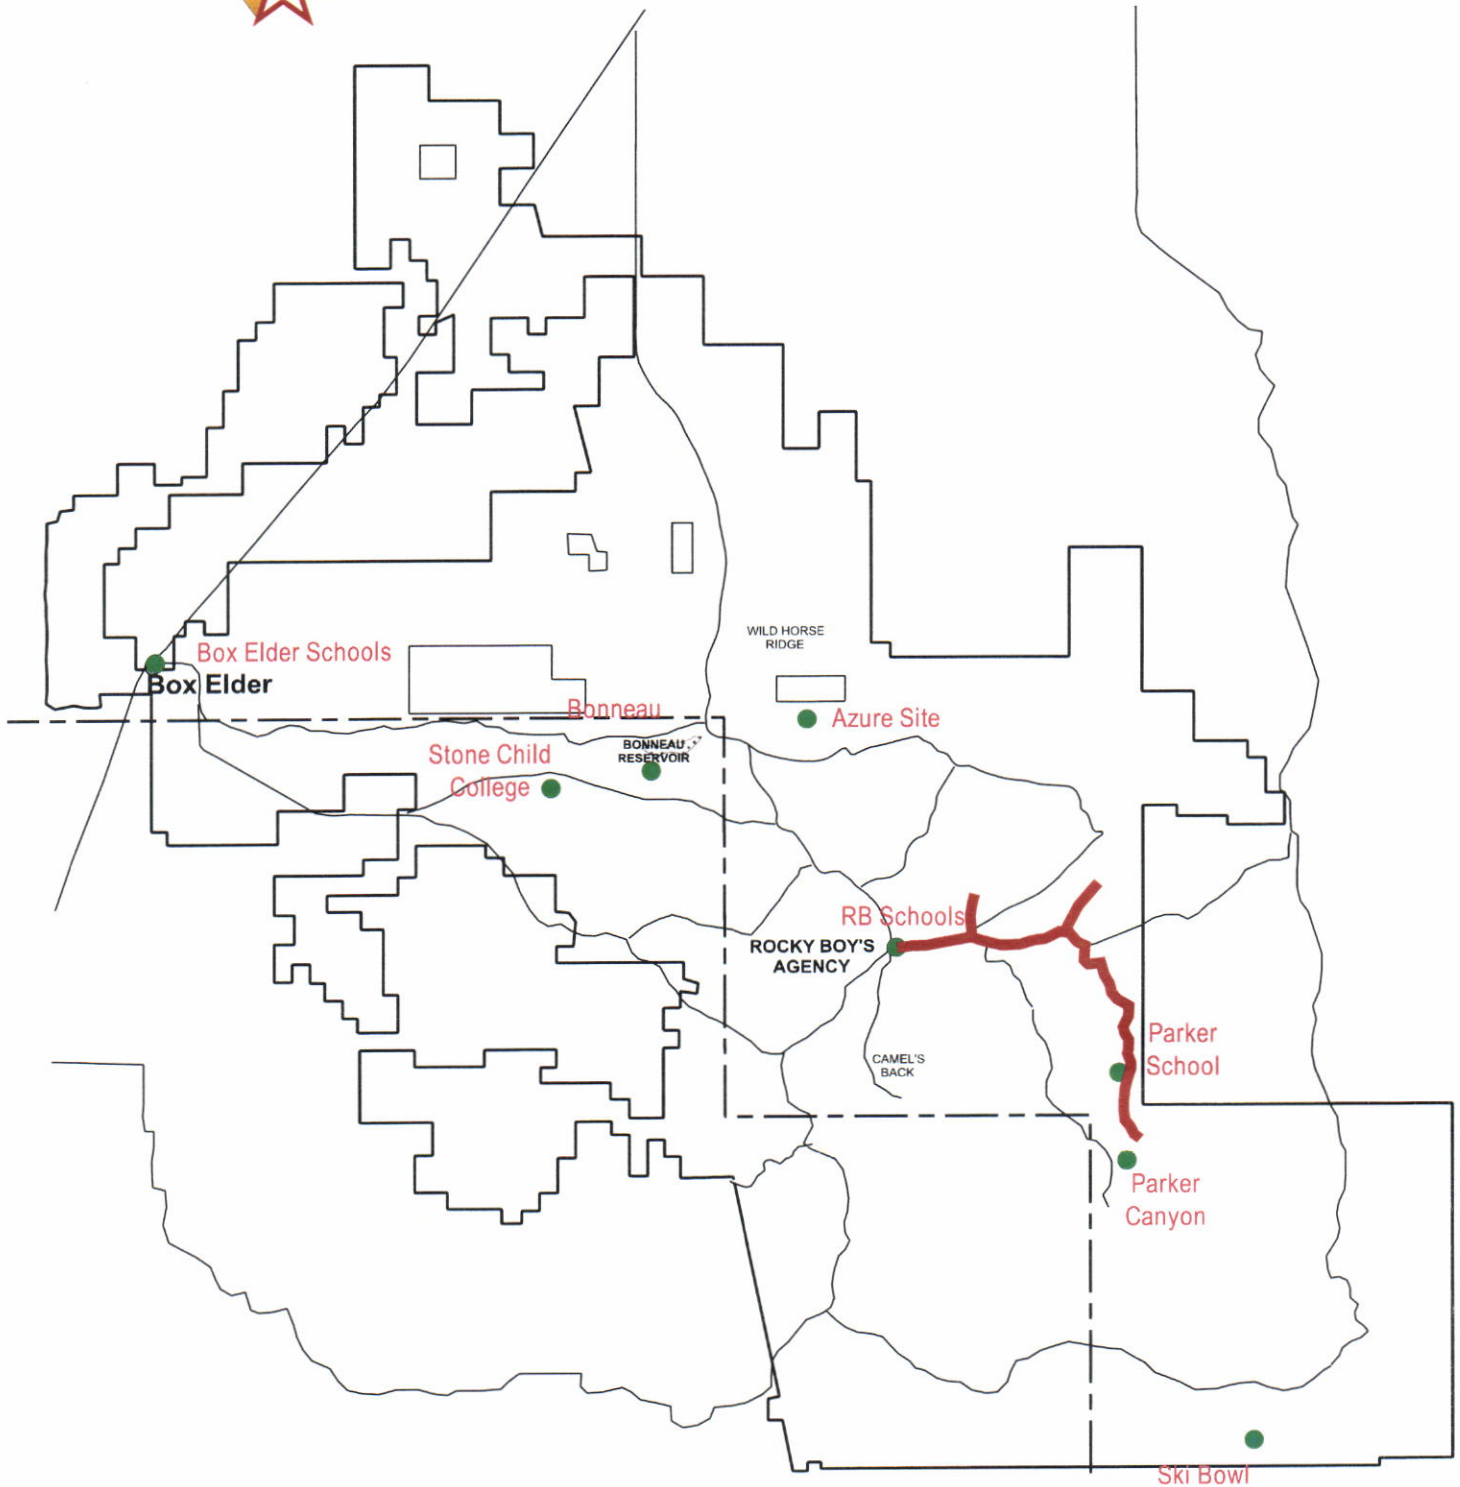 WILD HORSE
RIDGE
Box Elder Schools
Box Elder
Bonneau
Azure Site
Stone Child
College
BONNEAU
RESERVOIR
RB Schools
ROCKY BOY'S
AGENCY
Parker
School
CAMEL'S
BACK
Parker
Canyon
Ski Bowl